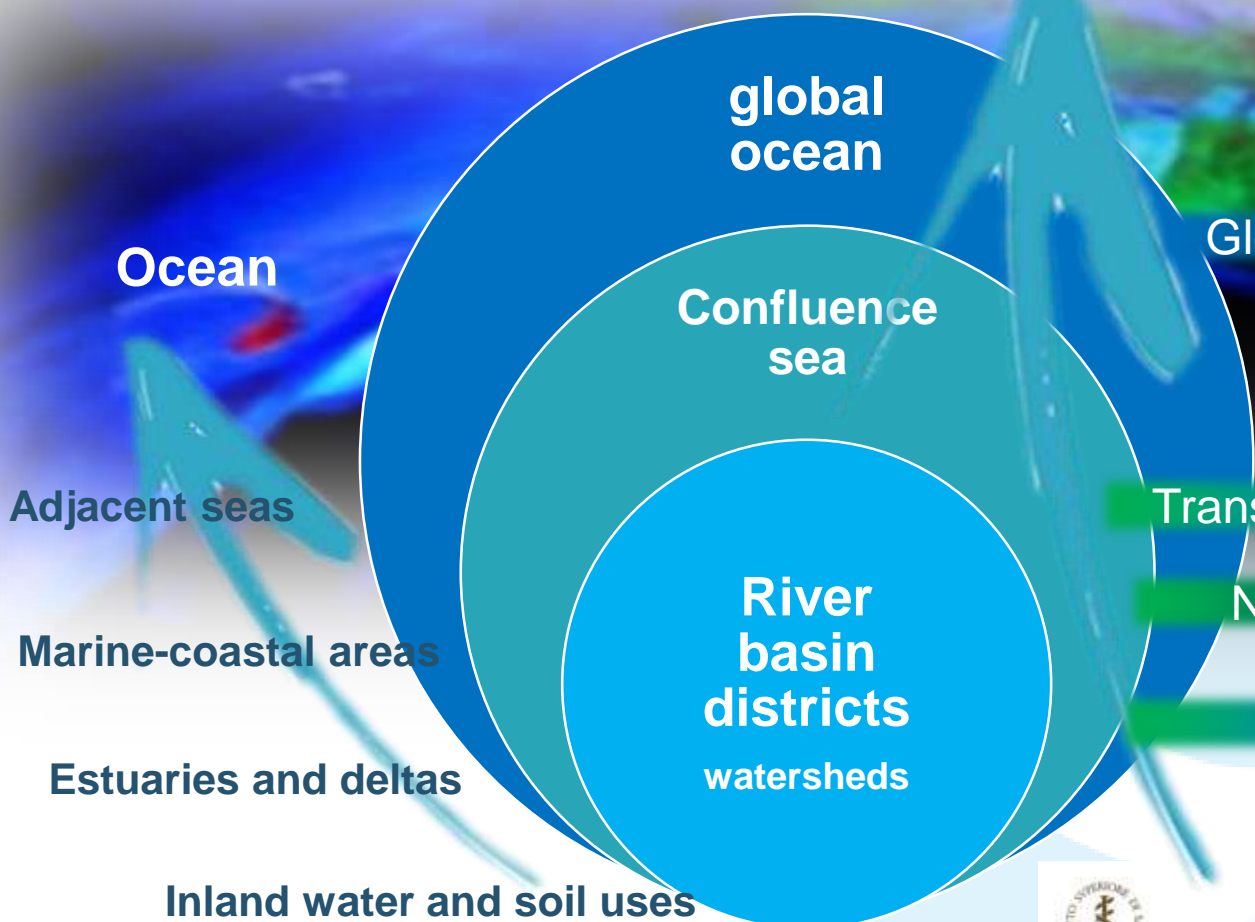 global
ocean
Ocean
Confluence
sea
Adjacent seas
River
basin
districts
watersheds
Marine-coastal areas
Estuaries and deltas
Inland water and soil uses